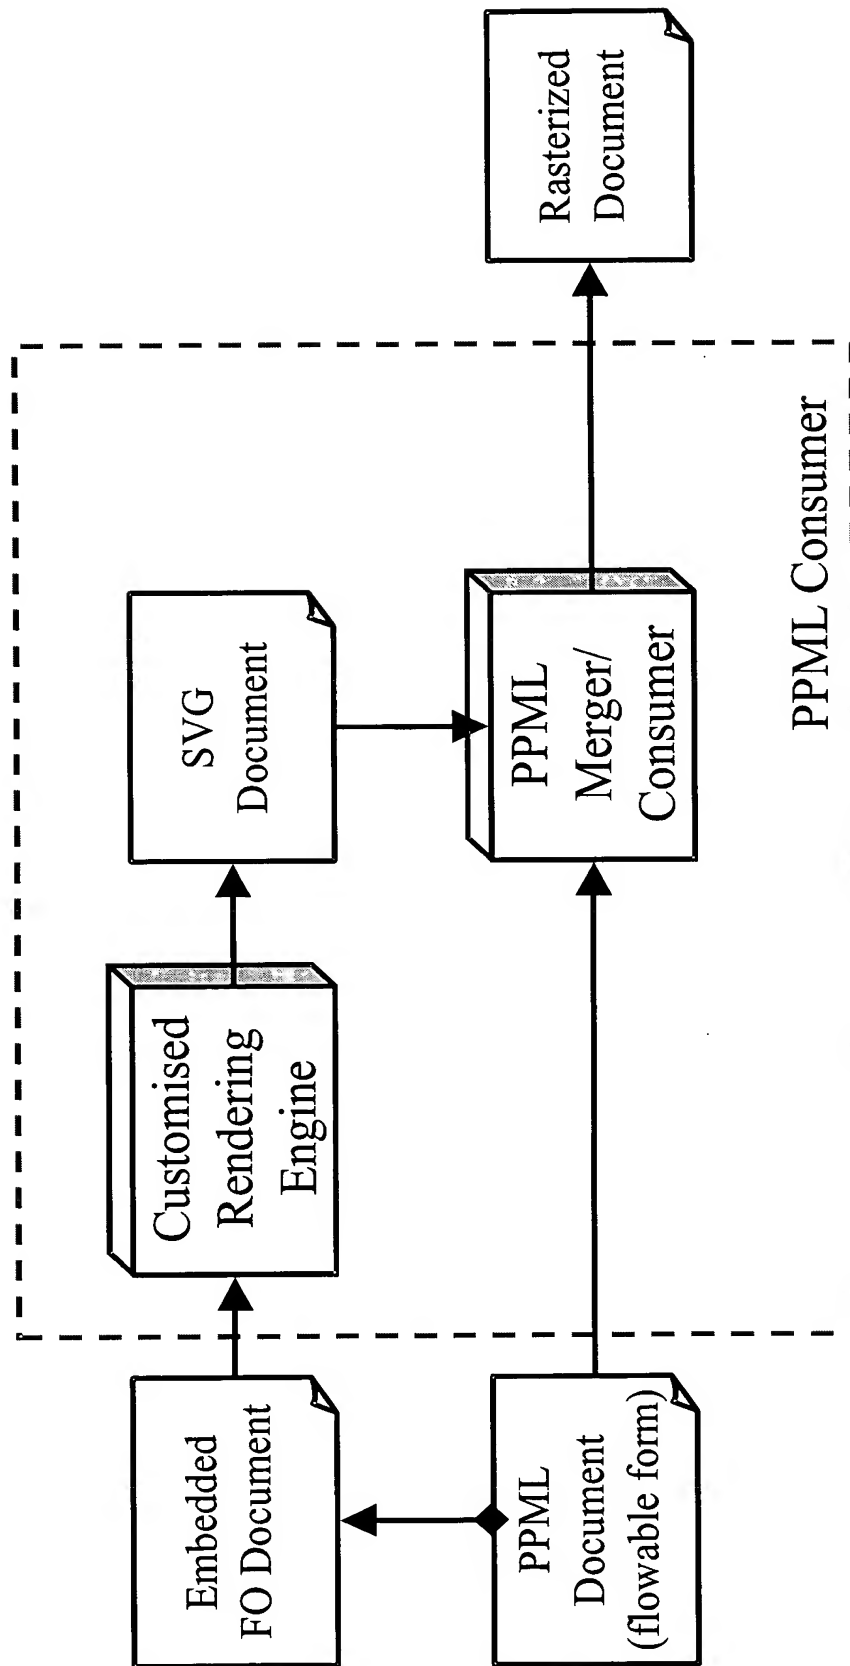 Embedded
FO Document
Customised
Rendering
Engine
SVG
Document
PPML
Document
(flowable form)
PPML
Merger/
Consumer
Rasterized
Document
PPML Consumer